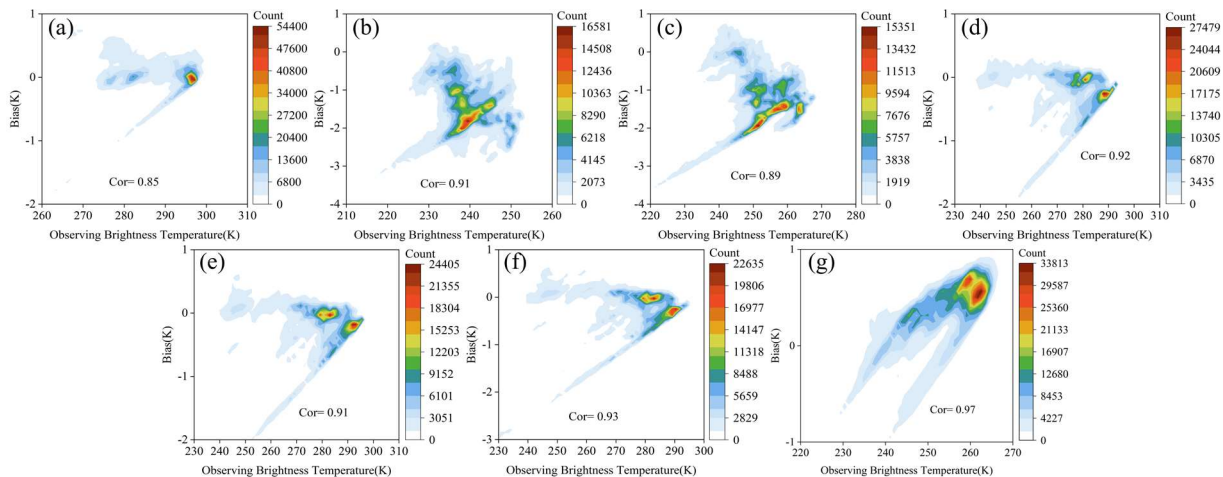 (a)
Count
54400
47600
40800
34000
27200
20400
13600
6800
0
1
0
-1
-2
Bias(K)
Cor= 0.85
260 270 280 290 300 310
Observing Brightness Temperature(K)
(b)
Count
16581
14508
12436
10363
8290
6218
4145
2073
0
1
0
-1
-2
-3
-4
Bias(K)
Cor= 0.91
210 220 230 240 250 260
Observing Brightness Temperature(K)
(c)
Count
15351
13432
11513
9594
7676
5757
3838
1919
0
1
0
-1
-2
-3
-4
Bias(K)
Cor= 0.89
220 230 240 250 260 270 280
Observing Brightness Temperature(K)
(d)
Count
27479
24044
20609
17175
13740
10305
6870
3435
0
1
0
-1
-2
Bias(K)
Cor= 0.92
230 240 250 260 270 280 290 300 310
Observing Brightness Temperature(K)
(e)
Count
24405
21355
18304
15253
12203
9152
6101
3051
0
1
0
-1
-2
Bias(K)
Cor= 0.91
230 240 250 260 270 280 290 300 310
Observing Brightness Temperature(K)
(f)
Count
22635
19806
16977
14147
11318
8488
5659
2829
0
1
0
-1
-2
-3
Bias(K)
Cor= 0.93
230 240 250 260 270 280 290 300
Observing Brightness Temperature(K)
(g)
Count
33813
29587
25360
21133
16907
12680
8453
4227
0
1
0
-1
Bias(K)
Cor= 0.97
220 230 240 250 260 270
Observing Brightness Temperature(K)